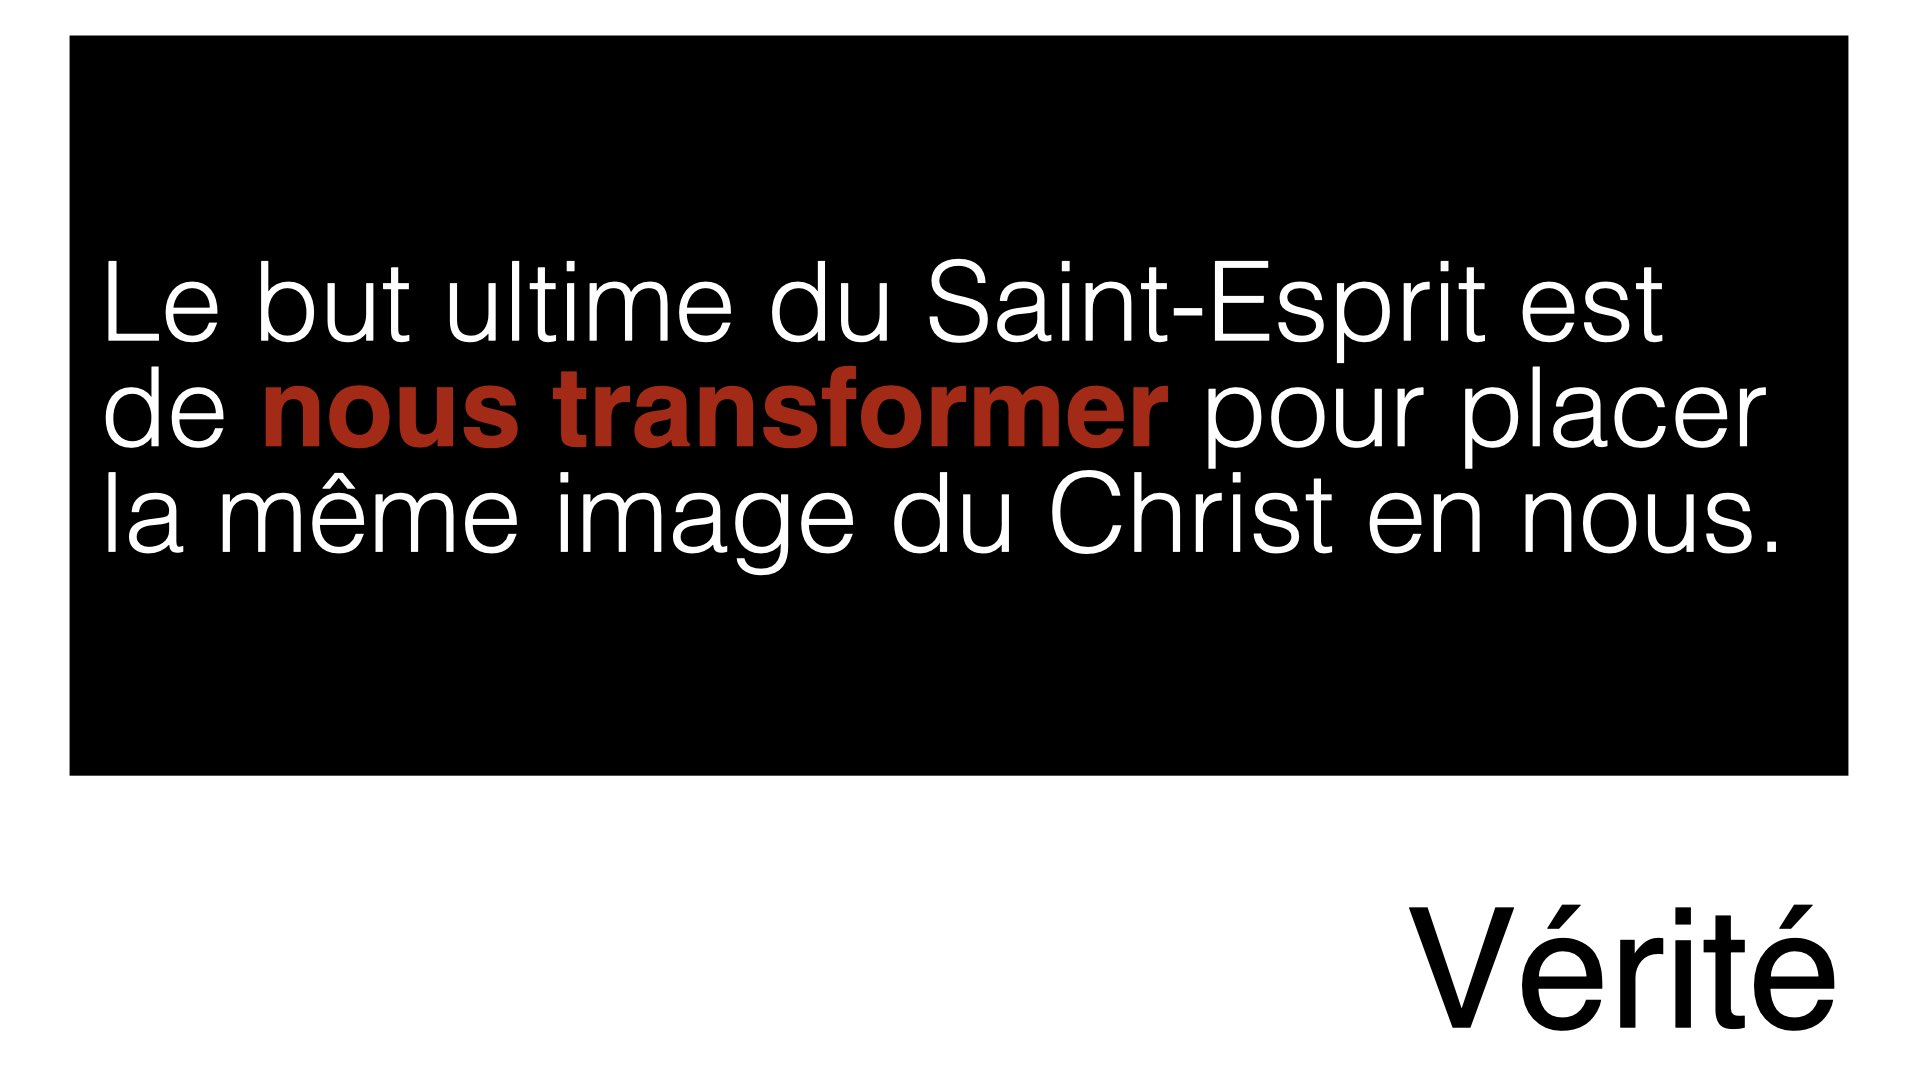 Le but ultime du Saint-Esprit est
de nous transformer pour placer
la même image du Christ en nous.
Vérité